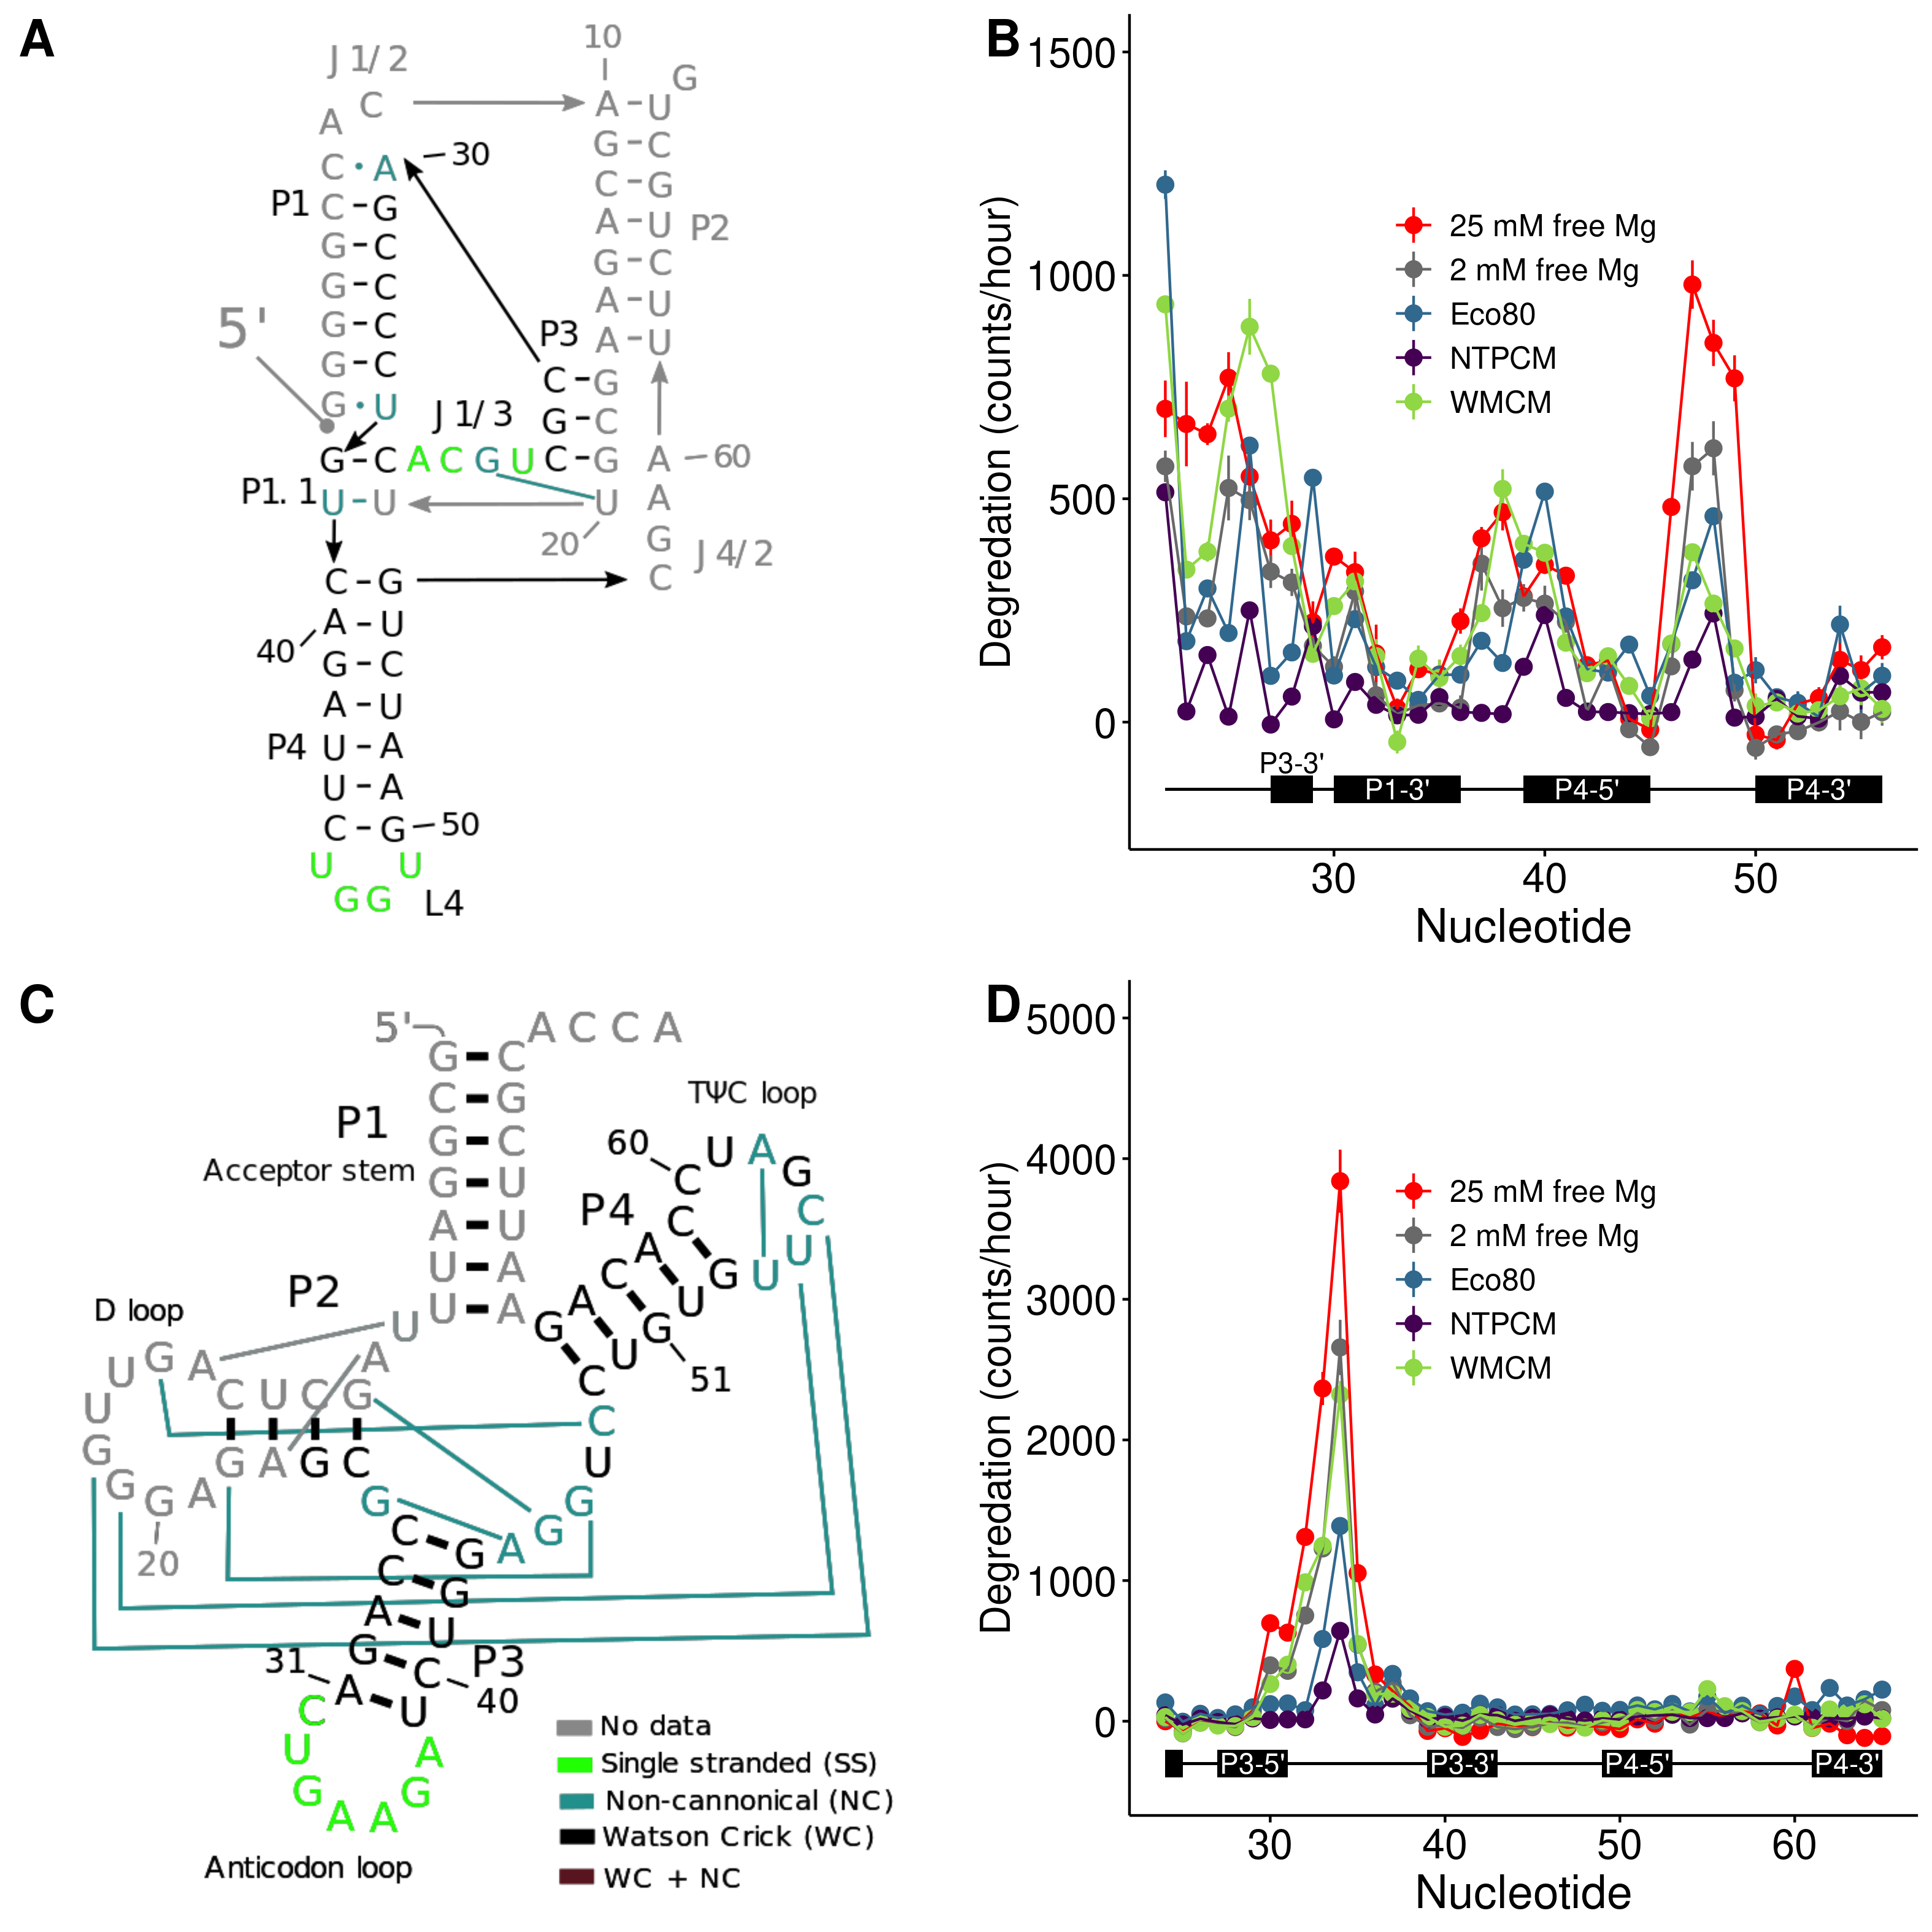 A
J 1/2
10
G
C
A - U
A
G - C
C · A - 30
C - G
P1 C - G
A - U P2
G - C
G - C
G - C
A - U
5'
G - C
P3
A - U
G - C
C - G
G · U
J 1/3
G - C
G - C A C G U C - G A - 60
P1. 1 U - U
U
A
20
G
J 4/2
C - G
C
A - U
40
G - C
A - U
P4 U - A
U - A
C - G - 50
U U
G G L4
B
1500
1000
500
0
Degredation (counts/hour)
25 mM free Mg
2 mM free Mg
Eco80
NTPCM
WMCM
P3-3'
P1-3'
P4-5'
P4-3'
30 40 50
Nucleotide
C
5'
A C C A
G C
C G
P1 G C
Acceptor stem G U
A U
U A
U A
TΨC loop
60
U A G
C C
P4 C U
A G U
C U
A G
G U 51
C
P2
D loop
U
U G A A
U C U C G C
G G A G C U
G G A G G
20
C G A G
C G
A U
31 G C P3
A U 40
C
U A
G G
A A
Anticodon loop
No data
Single stranded (SS)
Non-cannonical (NC)
Watson Crick (WC)
WC + NC
D
5000
4000
3000
2000
1000
0
Degredation (counts/hour)
25 mM free Mg
2 mM free Mg
Eco80
NTPCM
WMCM
P3-5'
P3-3'
P4-5'
P4-3'
30 40 50 60
Nucleotide